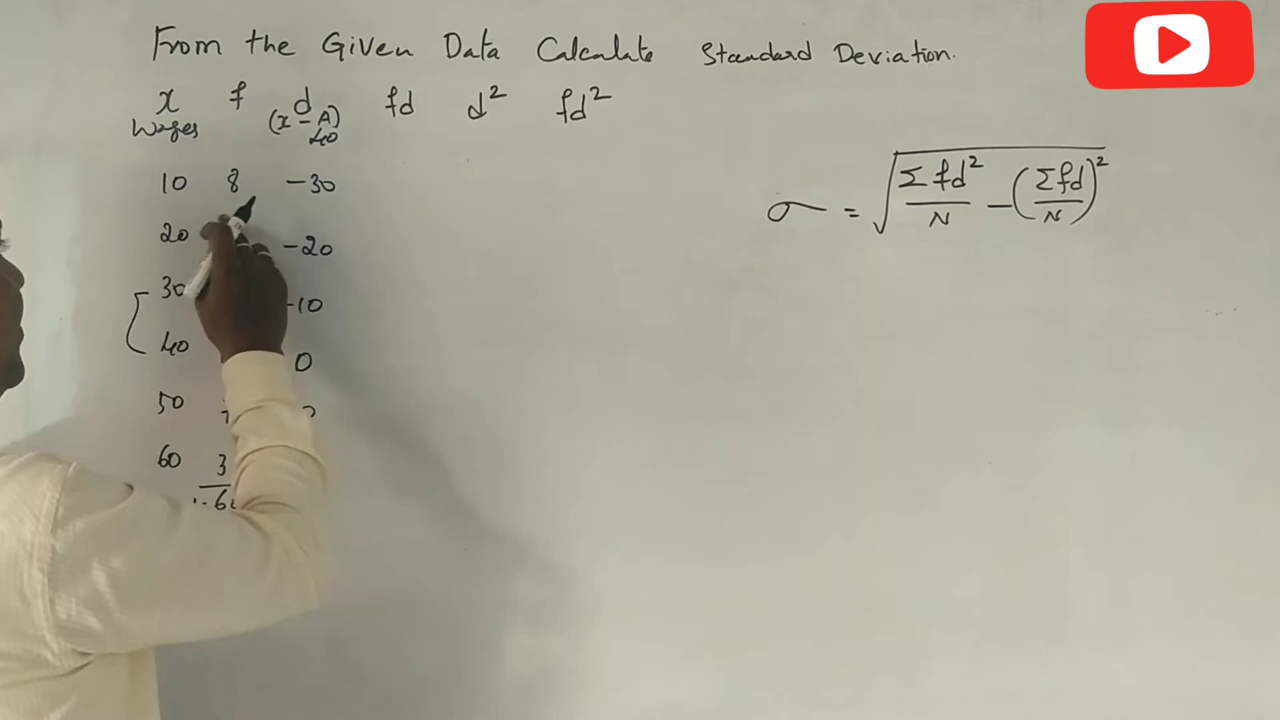 From the Given Data Calculate Standard Deviation.
x f d fd d² fd²
Wages (x - A)
40
10 8 -30
20 -20
30 -10
40 0
50
60 3
σ = √ Σfd²/N - (Σfd/N)²